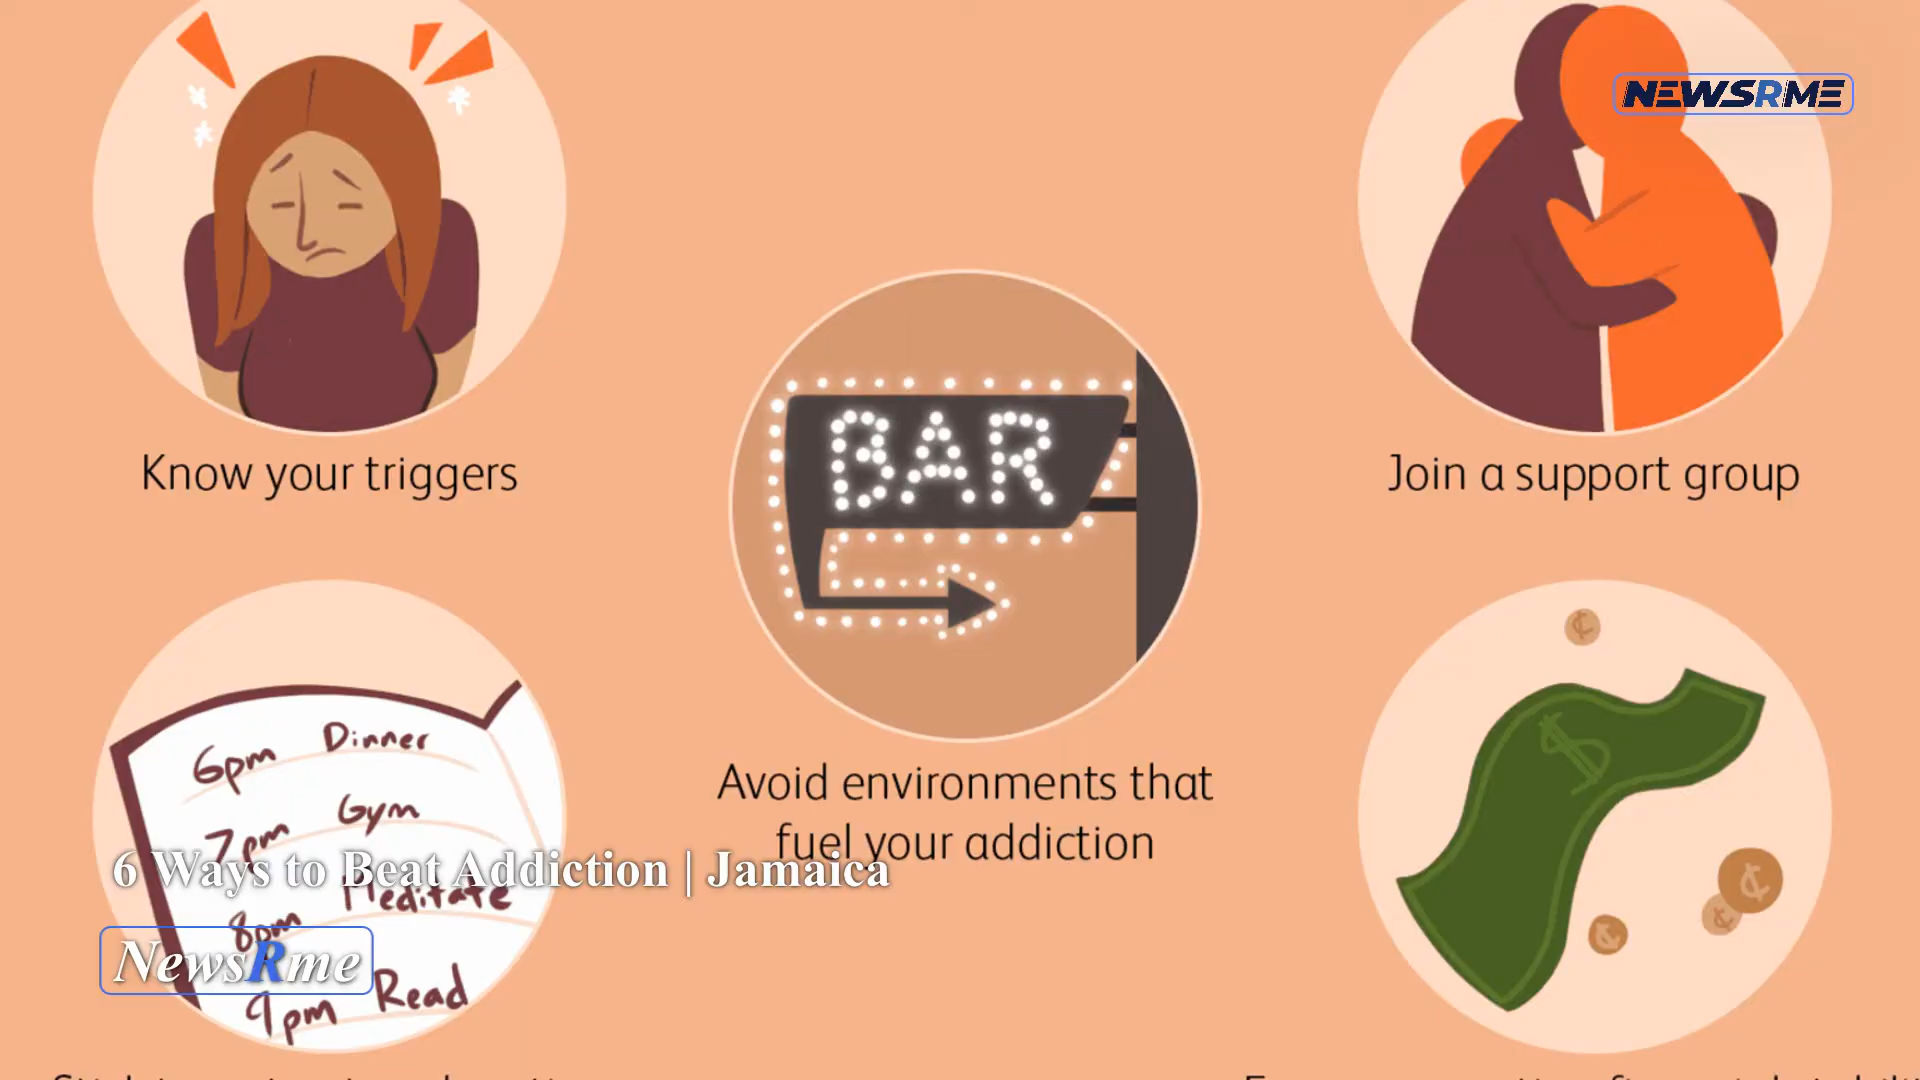 NEWSRME
Know your triggers
Join a support group
BAR
Avoid environments that
fuel your addiction
6pm Dinner
7pm Gym
8pm Meditate
9pm Read
6 Ways to Beat Addiction | Jamaica
NewsRme